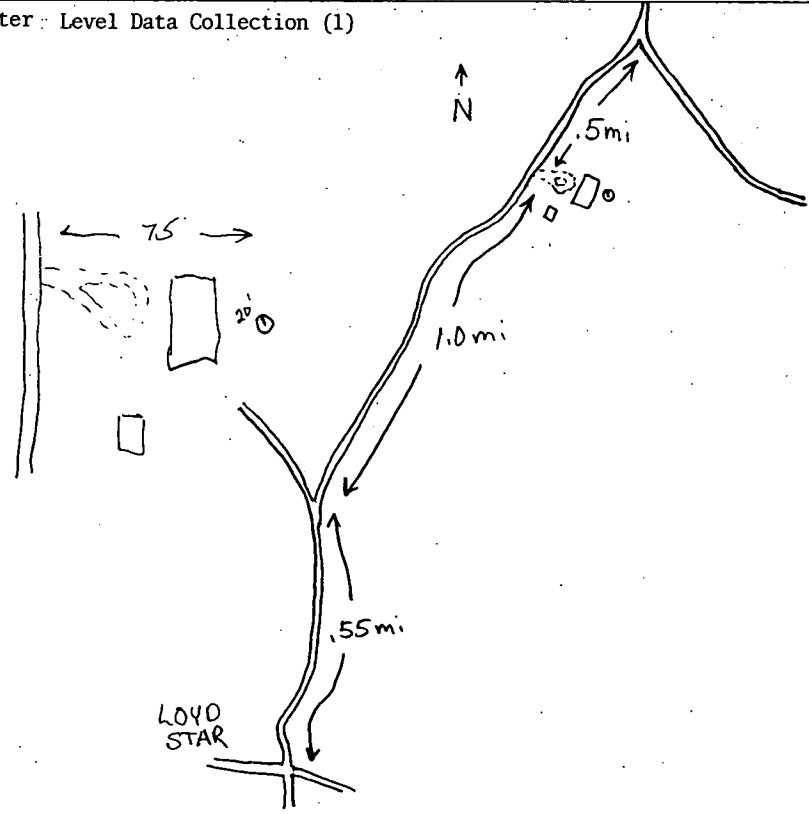 ter: Level Data Collection (1)
N
.5mi
75
20'
1.0mi
.55mi
LOYD
STAR